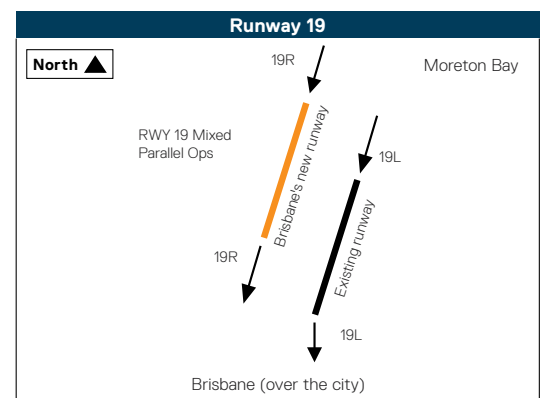 Runway 19
North
19R
Moreton Bay
RWY 19 Mixed
Parallel Ops
Brisbane's new runway
19L
19R
Existing runway
19L
Brisbane (over the city)